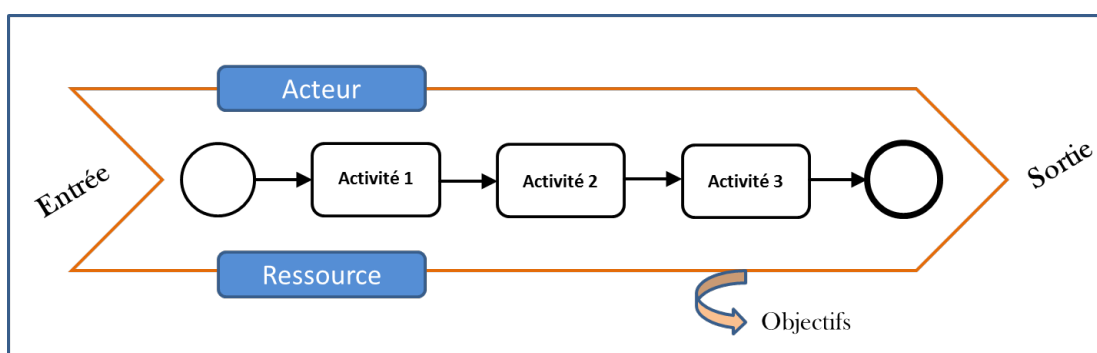 Acteur
Entrée
Activité 1
Activité 2
Activité 3
Sortie
Ressource
Objectifs